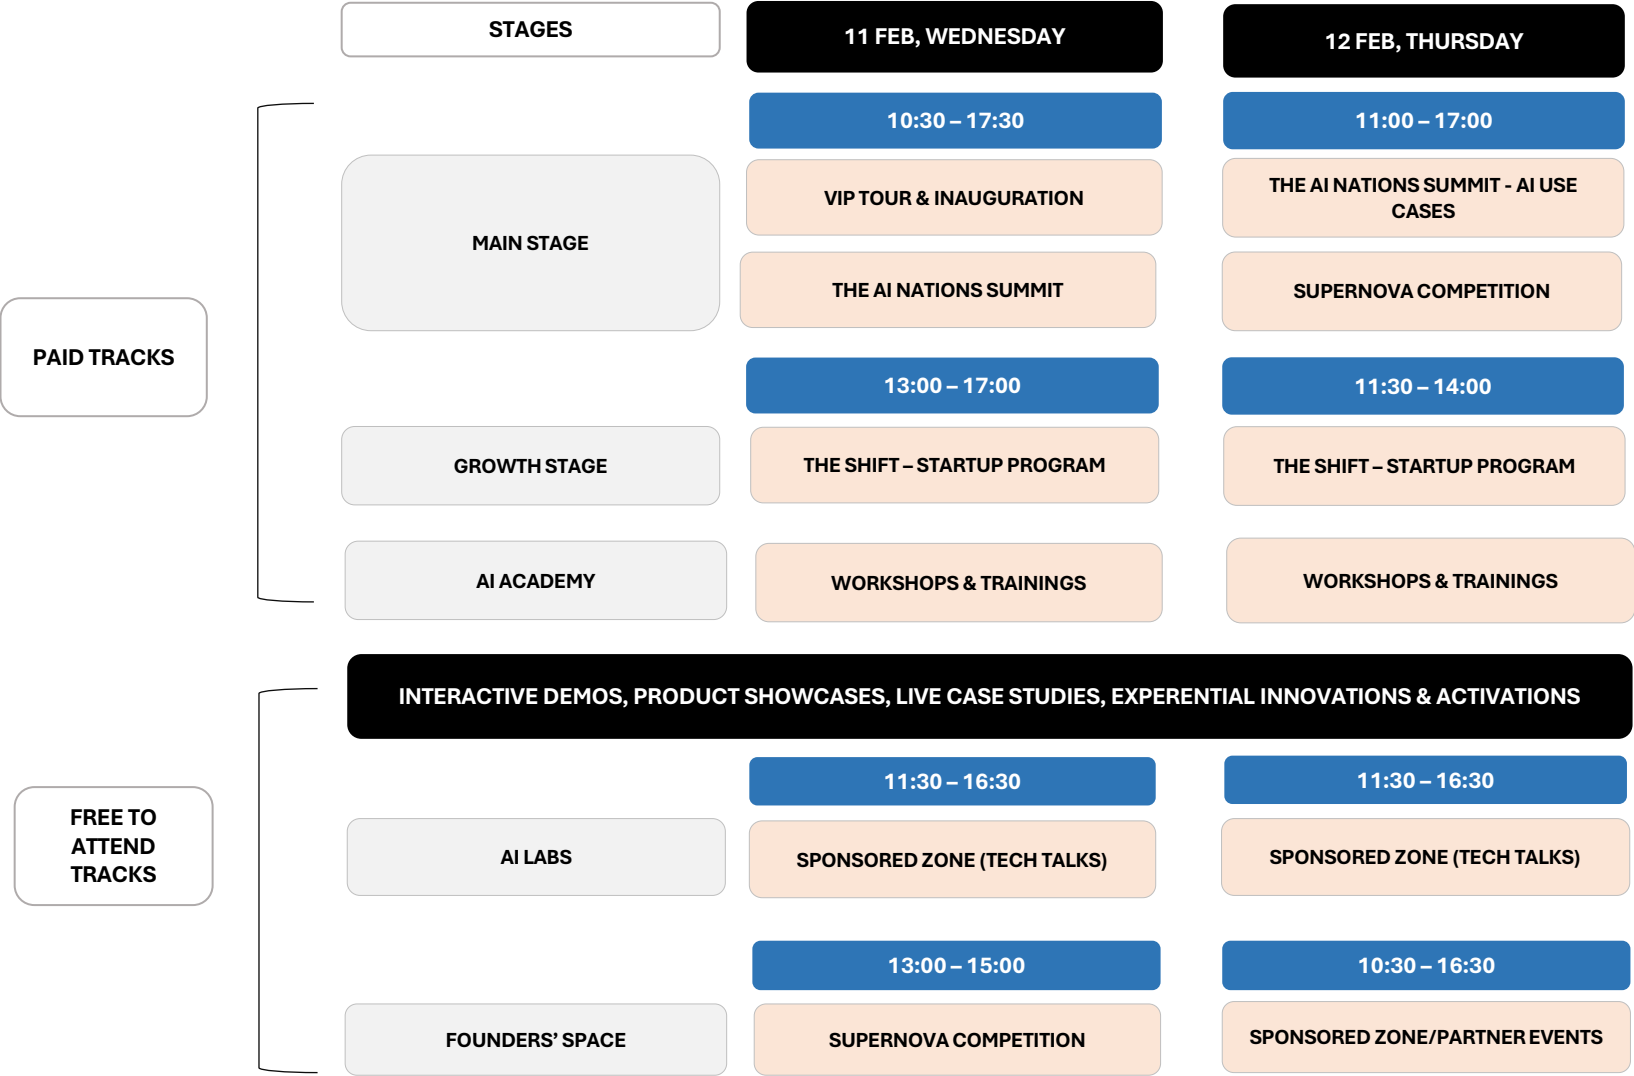 STAGES
11 FEB, WEDNESDAY
12 FEB, THURSDAY
10:30 – 17:30
11:00 – 17:00
MAIN STAGE
VIP TOUR & INAUGURATION
THE AI NATIONS SUMMIT - AI USE
CASES
THE AI NATIONS SUMMIT
SUPERNOVA COMPETITION
PAID TRACKS
13:00 – 17:00
11:30 – 14:00
GROWTH STAGE
THE SHIFT – STARTUP PROGRAM
THE SHIFT – STARTUP PROGRAM
AI ACADEMY
WORKSHOPS & TRAININGS
WORKSHOPS & TRAININGS
INTERACTIVE DEMOS, PRODUCT SHOWCASES, LIVE CASE STUDIES, EXPERENTIAL INNOVATIONS & ACTIVATIONS
FREE TO
ATTEND
TRACKS
11:30 – 16:30
11:30 – 16:30
AI LABS
SPONSORED ZONE (TECH TALKS)
SPONSORED ZONE (TECH TALKS)
13:00 – 15:00
10:30 – 16:30
FOUNDERS’ SPACE
SUPERNOVA COMPETITION
SPONSORED ZONE/PARTNER EVENTS